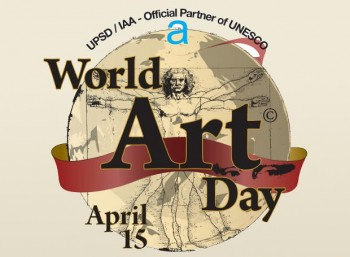 UPSD / IAA - Official Partner of UNESCO
a
World
Art ©
Day
April
15